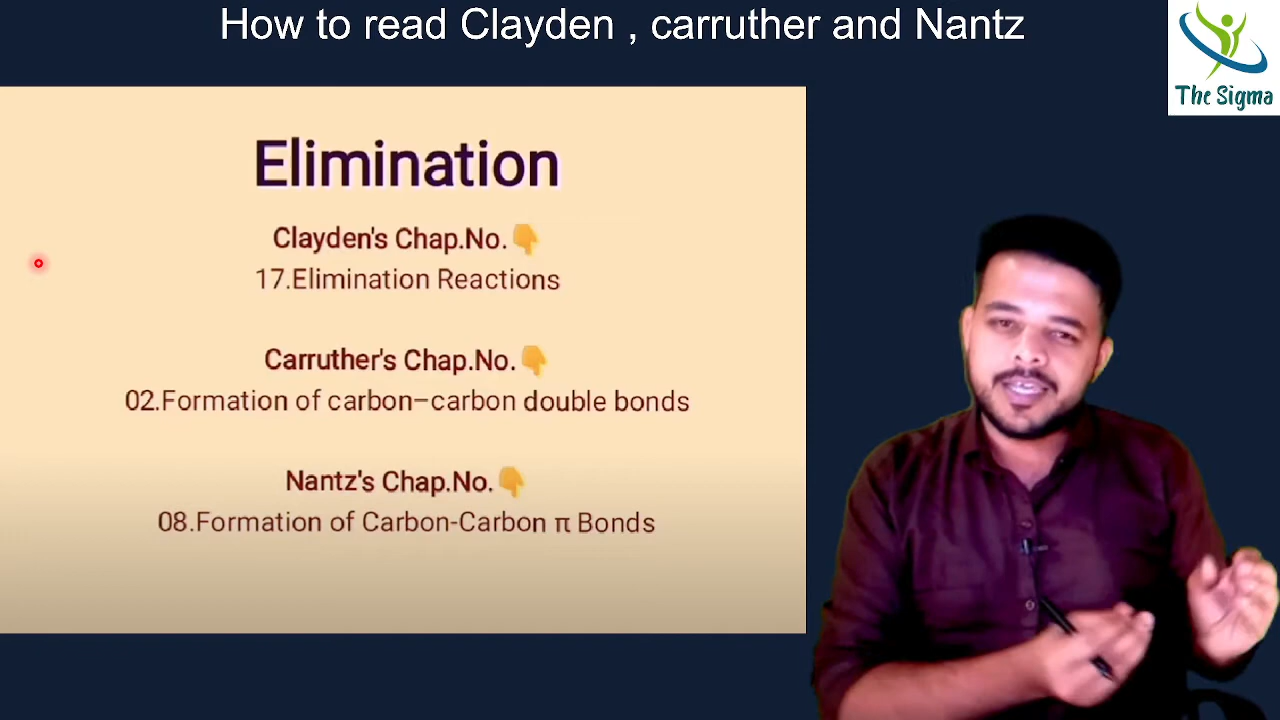 How to read Clayden , carruther and Nantz
The Sigma
Elimination
Clayden's Chap.No.👇
17.Elimination Reactions
Carruther's Chap.No.👇
02.Formation of carbon–carbon double bonds
Nantz's Chap.No.👇
08.Formation of Carbon-Carbon π Bonds